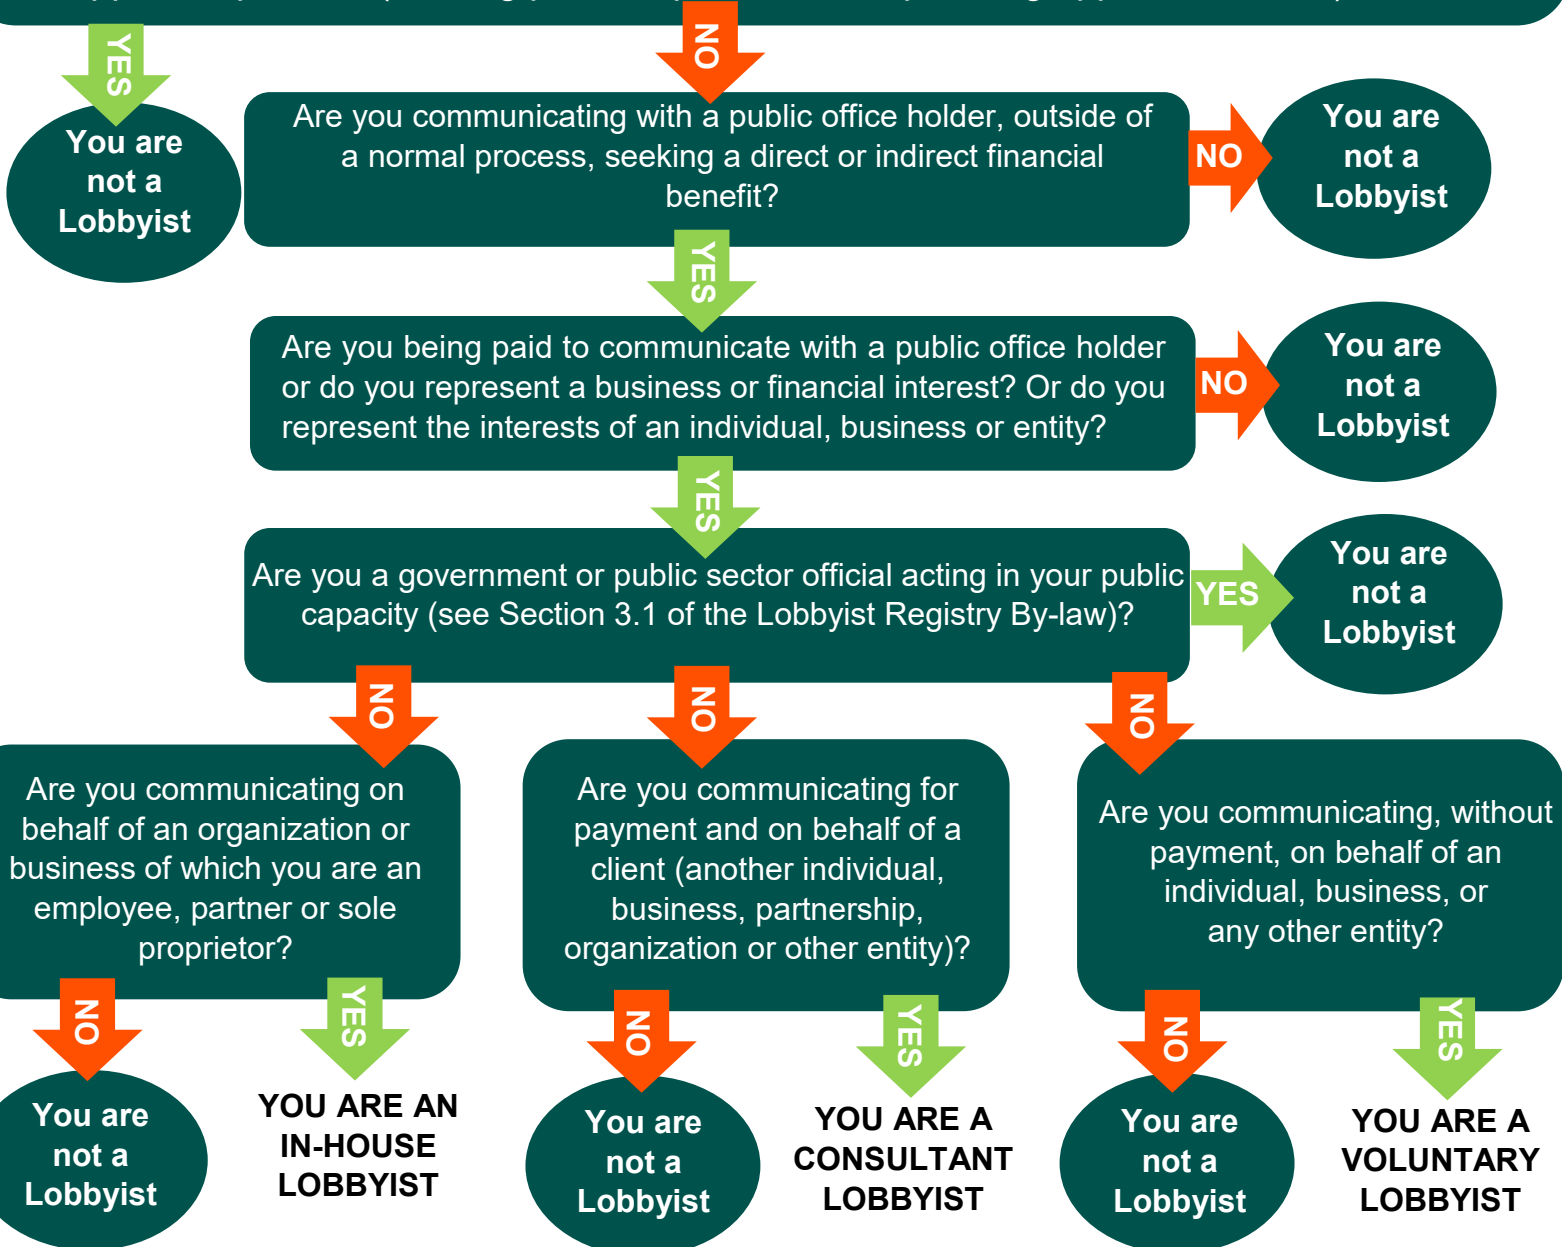 YES
NO
You are
not a
Lobbyist
Are you communicating with a public office holder, outside of
a normal process, seeking a direct or indirect financial
benefit?
NO
You are
not a
Lobbyist
YES
Are you being paid to communicate with a public office holder
or do you represent a business or financial interest? Or do you
represent the interests of an individual, business or entity?
NO
You are
not a
Lobbyist
YES
Are you a government or public sector official acting in your public
capacity (see Section 3.1 of the Lobbyist Registry By-law)?
YES
You are
not a
Lobbyist
NO
NO
NO
Are you communicating on
behalf of an organization or
business of which you are an
employee, partner or sole
proprietor?
Are you communicating for
payment and on behalf of a
client (another individual,
business, partnership,
organization or other entity)?
Are you communicating, without
payment, on behalf of an
individual, business, or
any other entity?
NO
YES
NO
YES
NO
YES
You are
not a
Lobbyist
YOU ARE AN
IN-HOUSE
LOBBYIST
You are
not a
Lobbyist
YOU ARE A
CONSULTANT
LOBBYIST
You are
not a
Lobbyist
YOU ARE A
VOLUNTARY
LOBBYIST